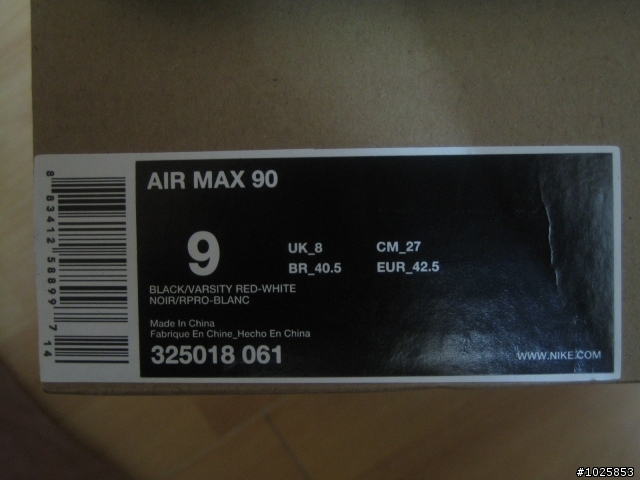 AIR MAX 90
9
UK_8 CM_27
BR_40.5 EUR_42.5
BLACK/VARSITY RED-WHITE
NOIR/RPRO-BLANC
Made In China
Fabrique En Chine_Hecho En China
325018 061
WWW.NIKE.COM
8 83412 58899 7 14
#1025853